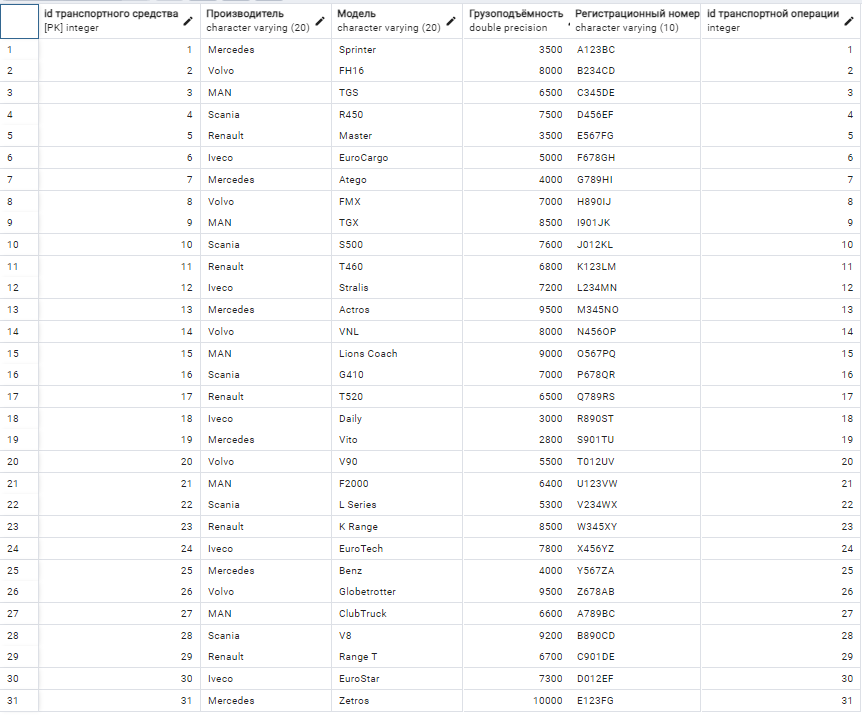 id транспортного средства Производитель Модель Грузоподъёмность Регистрационный номер id транспортной операции
[PK] integer character varying (20) character varying (20) double precision character varying (10) integer
1 1 Mercedes Sprinter 3500 A123BC 1
2 2 Volvo FH16 8000 B234CD 2
3 3 MAN TGS 6500 C345DE 3
4 4 Scania R450 7500 D456EF 4
5 5 Renault Master 3500 E567FG 5
6 6 Iveco EuroCargo 5000 F678GH 6
7 7 Mercedes Atego 4000 G789HI 7
8 8 Volvo FMX 7000 H890IJ 8
9 9 MAN TGX 8500 I901JK 9
10 10 Scania S500 7600 J012KL 10
11 11 Renault T460 6800 K123LM 11
12 12 Iveco Stralis 7200 L234MN 12
13 13 Mercedes Actros 9500 M345NO 13
14 14 Volvo VNL 8000 N456OP 14
15 15 MAN Lions Coach 9000 O567PQ 15
16 16 Scania G410 7000 P678QR 16
17 17 Renault T520 6500 Q789RS 17
18 18 Iveco Daily 3000 R890ST 18
19 19 Mercedes Vito 2800 S901TU 19
20 20 Volvo V90 5500 T012UV 20
21 21 MAN F2000 6400 U123VW 21
22 22 Scania L Series 5300 V234WX 22
23 23 Renault K Range 8500 W345XY 23
24 24 Iveco EuroTech 7800 X456YZ 24
25 25 Mercedes Benz 4000 Y567ZA 25
26 26 Volvo Globetrotter 9500 Z678AB 26
27 27 MAN ClubTruck 6600 A789BC 27
28 28 Scania V8 9200 B890CD 28
29 29 Renault Range T 6700 C901DE 29
30 30 Iveco EuroStar 7300 D012EF 30
31 31 Mercedes Zetros 10000 E123FG 31